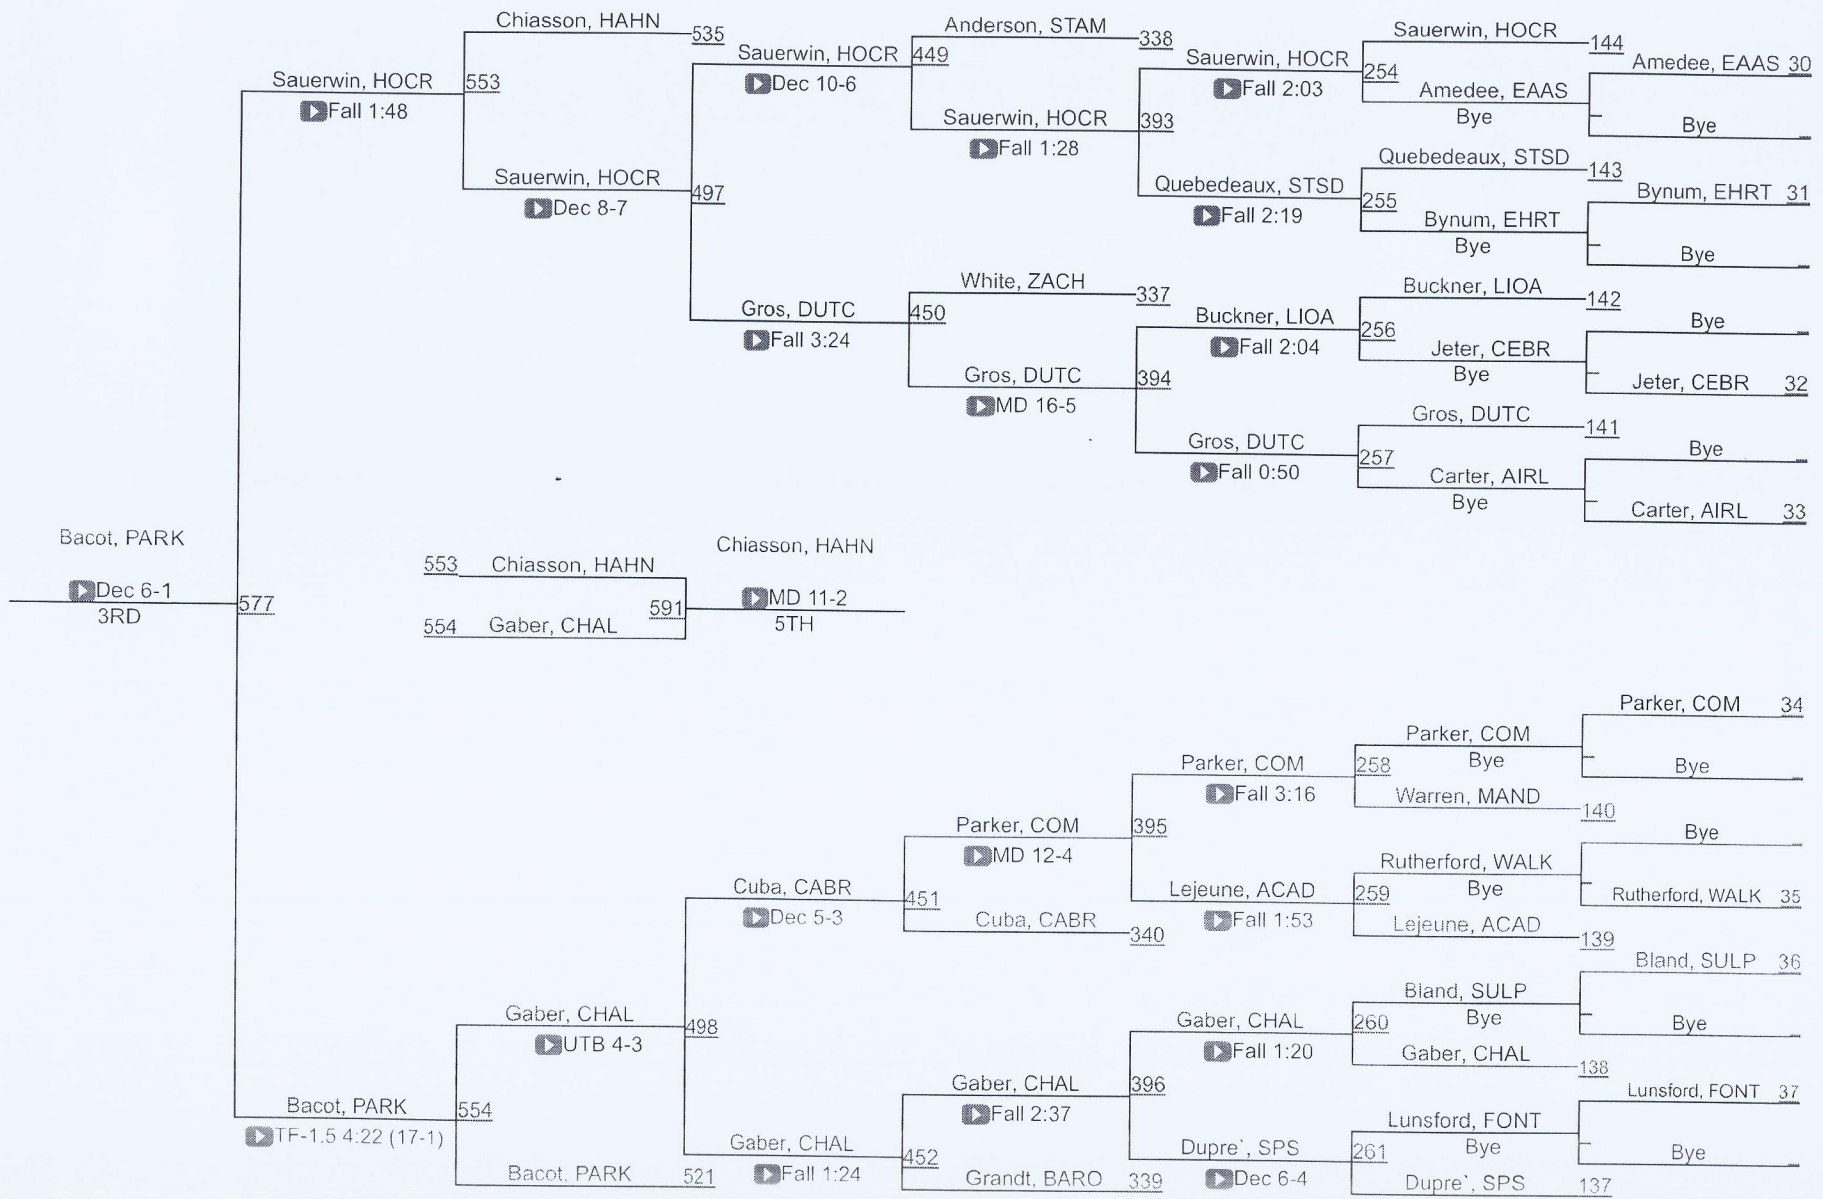 Chiasson, HAHN
535
Sauerwin, HOCR
Fall 1:48
553
Sauerwin, HOCR
Dec 8-7
Sauerwin, HOCR
Dec 10-6
497
Gros, DUTC
Fall 3:24
Anderson, STAM
338
449
Sauerwin, HOCR
Fall 1:28
White, ZACH
337
450
Gros, DUTC
MD 16-5
Sauerwin, HOCR
Fall 2:03
393
Quebedeaux, STSD
Fall 2:19
Buckner, LIOA
Fall 2:04
394
Gros, DUTC
Fall 0:50
Sauerwin, HOCR
144
254
Amedee, EAAS
Bye
Quebedeaux, STSD
143
255
Bynum, EHRT
Bye
Buckner, LIOA
142
256
Jeter, CEBR
Bye
Gros, DUTC
141
257
Carter, AIRL
Bye
Amedee, EAAS 30
Bye
Bynum, EHRT 31
Bye
Bye
Jeter, CEBR 32
Bye
Carter, AIRL 33
Bacot, PARK
Dec 6-1
3RD
577
553 Chiasson, HAHN
554 Gaber, CHAL
591
Chiasson, HAHN
MD 11-2
5TH
Bacot, PARK
TF-1.5 4:22 (17-1)
554
Gaber, CHAL
UTB 4-3
Bacot, PARK 521
498
Cuba, CABR
Dec 5-3
Gaber, CHAL
Fall 1:24
451
Parker, COM
MD 12-4
Cuba, CABR
340
452
Gaber, CHAL
Fall 2:37
Grandt, BARO 339
395
Parker, COM
Fall 3:16
Lejeune, ACAD
Fall 1:53
396
Gaber, CHAL
Fall 1:20
Dupre`, SPS
Dec 6-4
258
Parker, COM
Bye
Warren, MAND
140
259
Rutherford, WALK
Bye
Lejeune, ACAD
139
260
Bland, SULP
Bye
Gaber, CHAL
138
261
Lunsford, FONT
Bye
Dupre`, SPS 137
Parker, COM 34
Bye
Bye
Rutherford, WALK 35
Bland, SULP 36
Bye
Lunsford, FONT 37
Bye